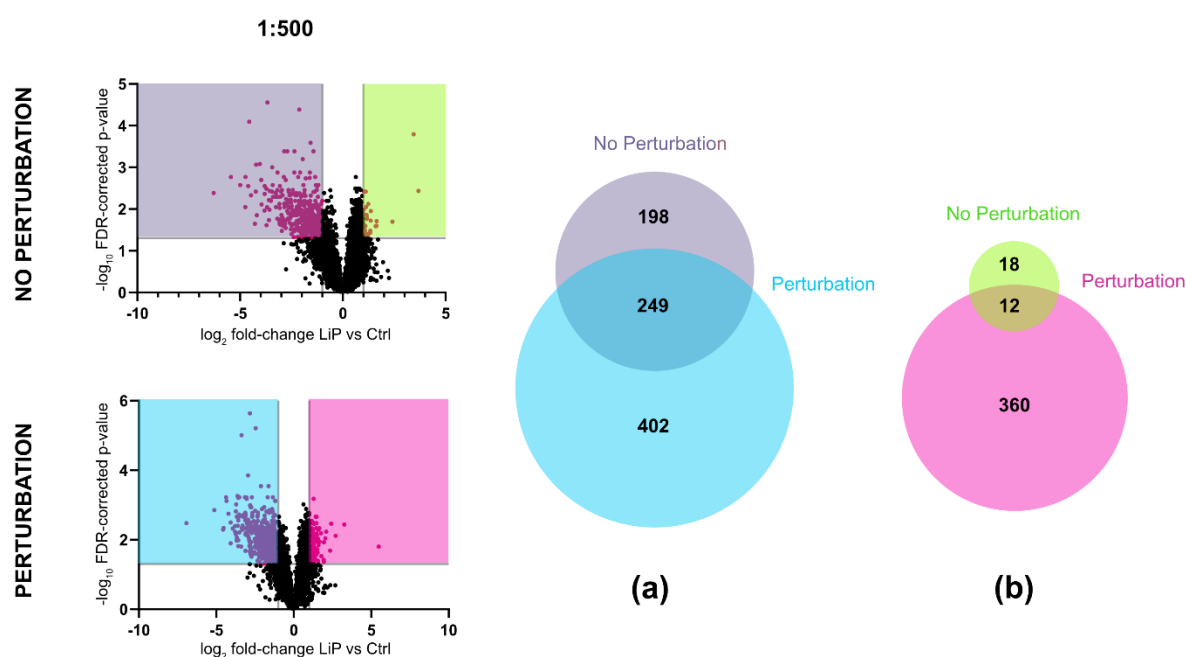 1:500
NO PERTURBATION
-log10 FDR-corrected p-value
5
4
3
2
1
0
-10
-5
0
5
log2 fold-change LiP vs Ctrl
PERTURBATION
-log10 FDR-corrected p-value
6
4
2
0
-10
-5
0
5
10
log2 fold-change LiP vs Ctrl
No Perturbation
198
249
Perturbation
402
(a)
No Perturbation
18
12
Perturbation
360
(b)